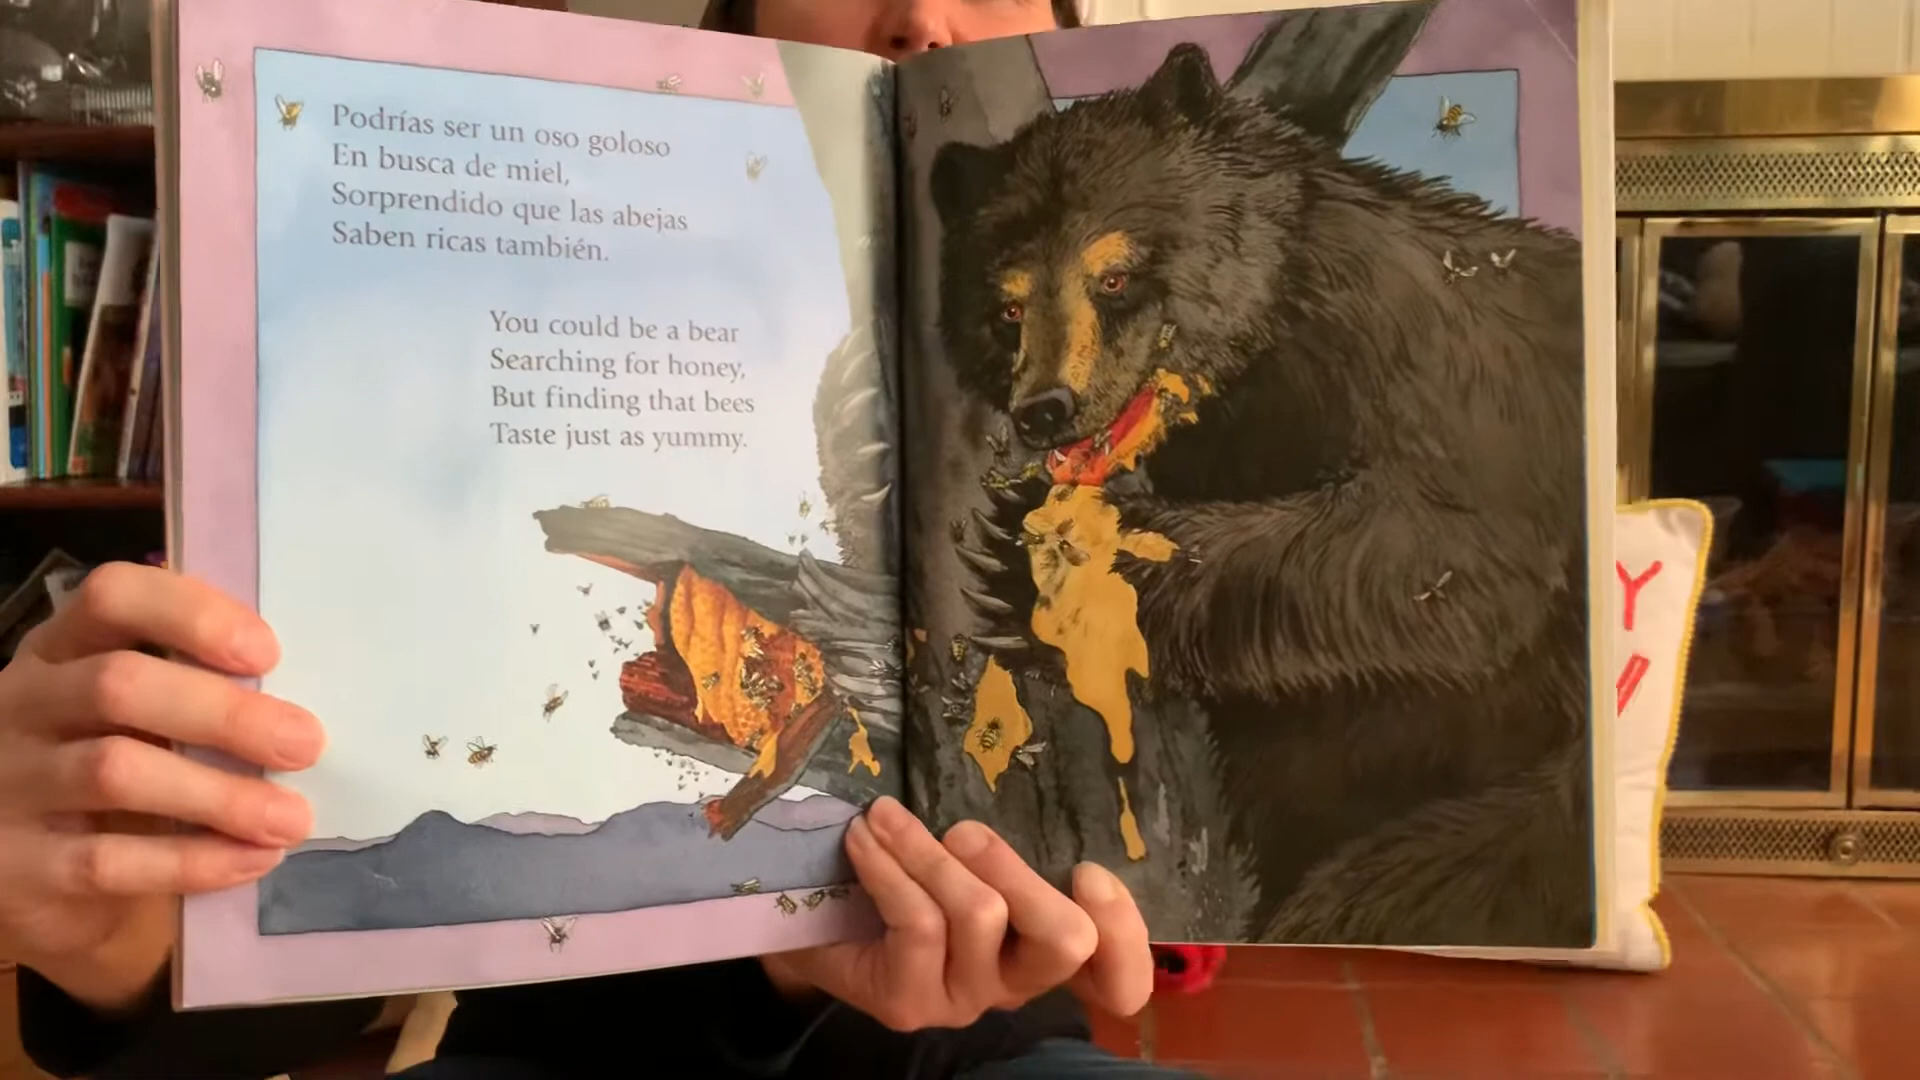 Podrías ser un oso goloso
En busca de miel,
Sorprendido que las abejas
Saben ricas también.
You could be a bear
Searching for honey,
But finding that bees
Taste just as yummy.
Y